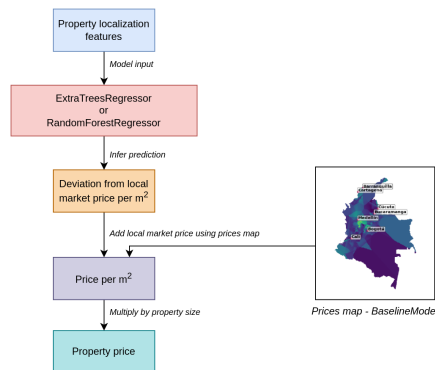 Property localization
features
Model input
ExtraTreesRegressor
or
RandomForestRegressor
Infer prediction
Deviation from local
market price per m²
Add local market price using prices map
Barranquilla
Cartagena
Cúcuta
Bucaramanga
Medellín
Bogotá
Cali
Price per m²
Prices map - BaselineMode
Multiply by property size
Property price